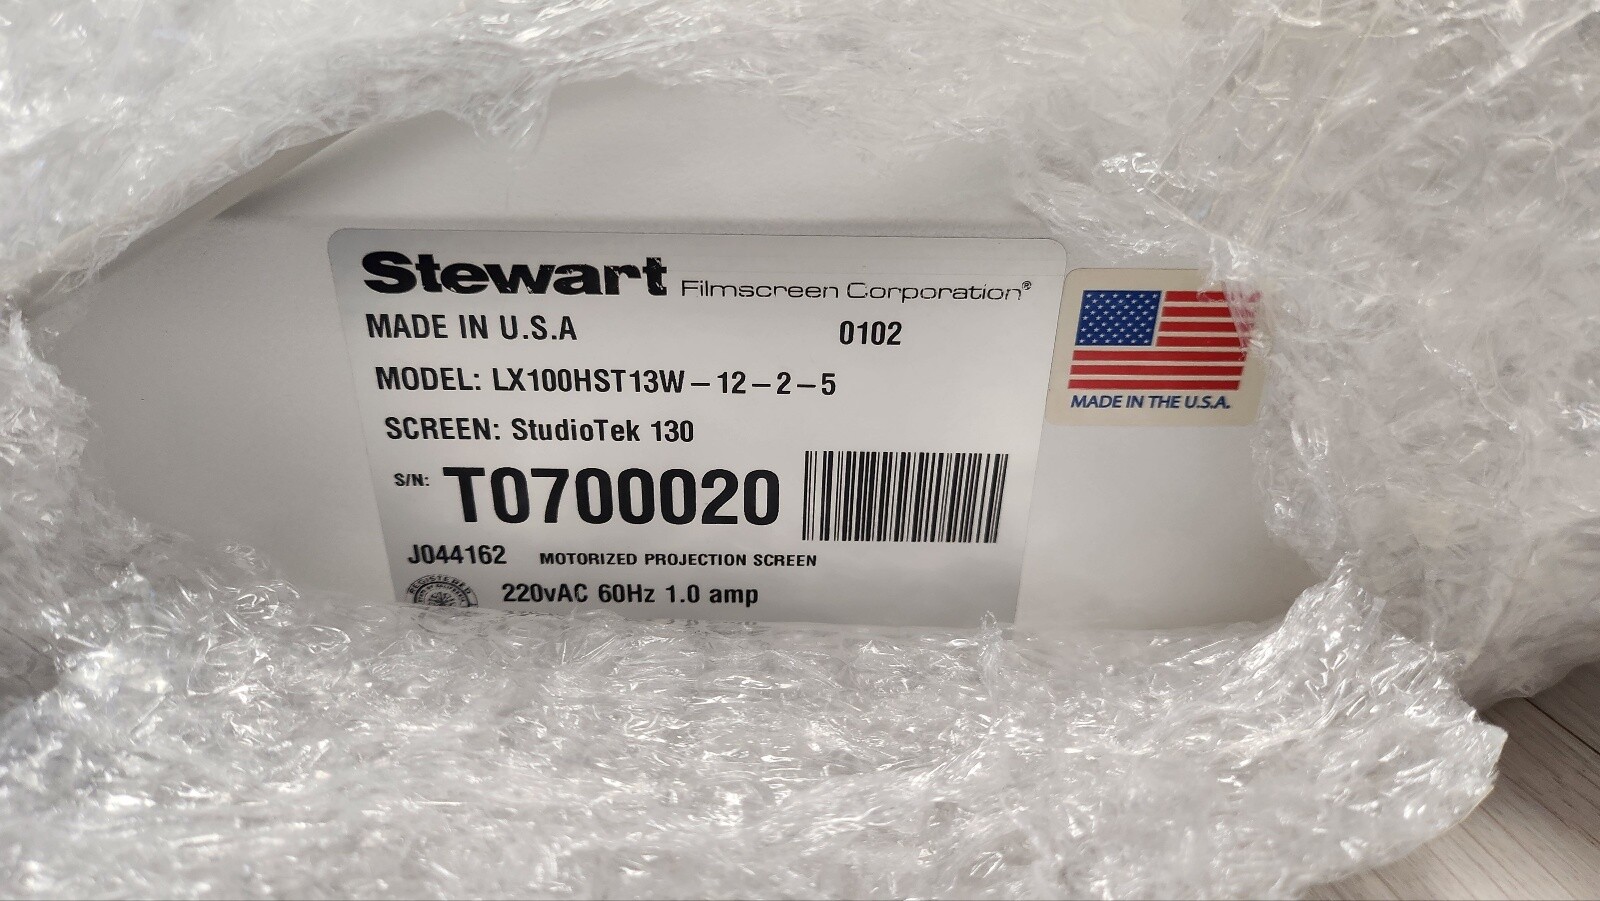 Stewart Filmscreen Corporation®
MADE IN U.S.A 0102
MODEL: LX100HST13W-12-2-5
SCREEN: StudioTek 130
S/N: T0700020
J044162 MOTORIZED PROJECTION SCREEN
REGISTERED
220vAC 60Hz 1.0 amp
MADE IN THE U.S.A.